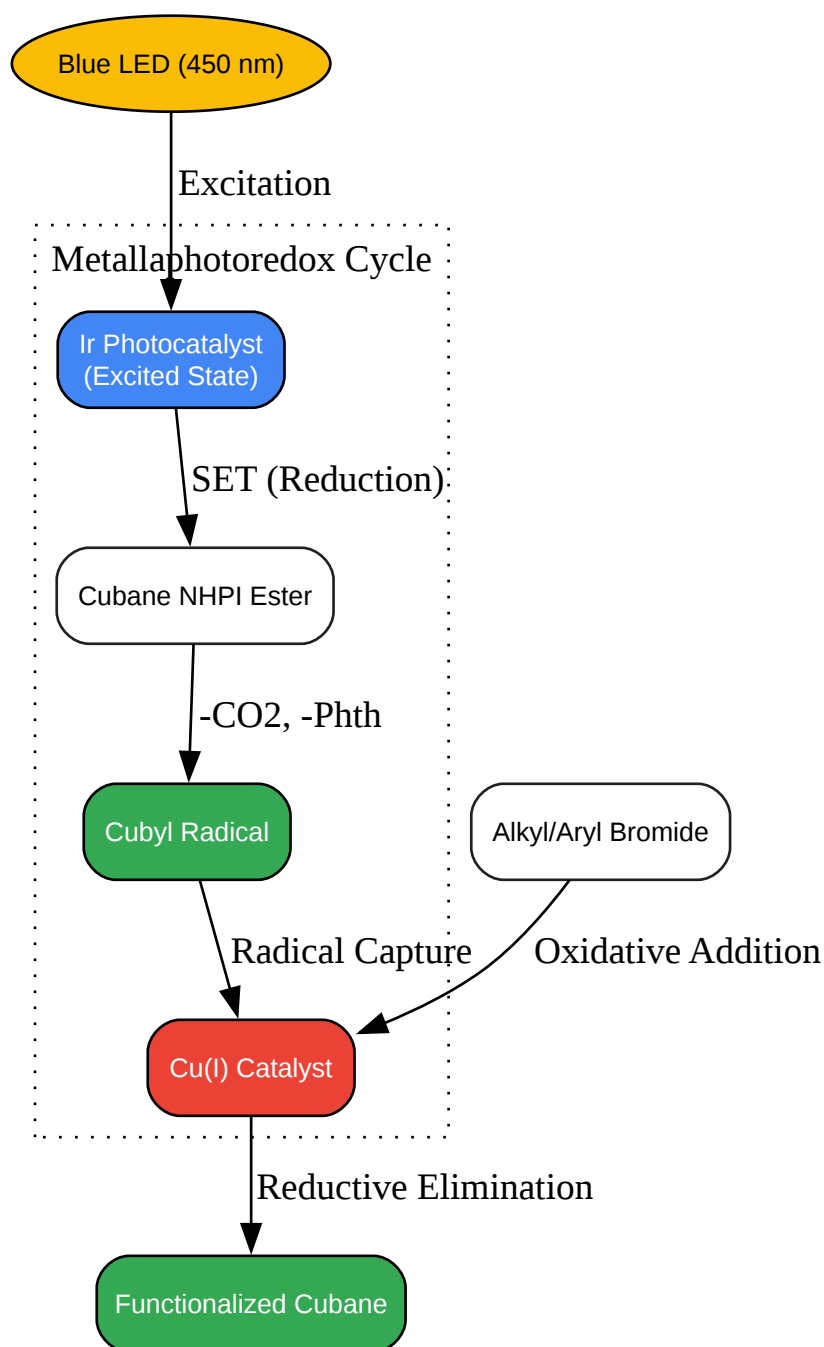 Blue LED (450 nm)
Excitation
Metallaphotoredox Cycle
Ir Photocatalyst
(Excited State)
SET (Reduction)
Cubane NHPI Ester
-CO2, -Phth
Cubyl Radical
Alkyl/Aryl Bromide
Radical Capture
Oxidative Addition
Cu(I) Catalyst
Reductive Elimination
Functionalized Cubane